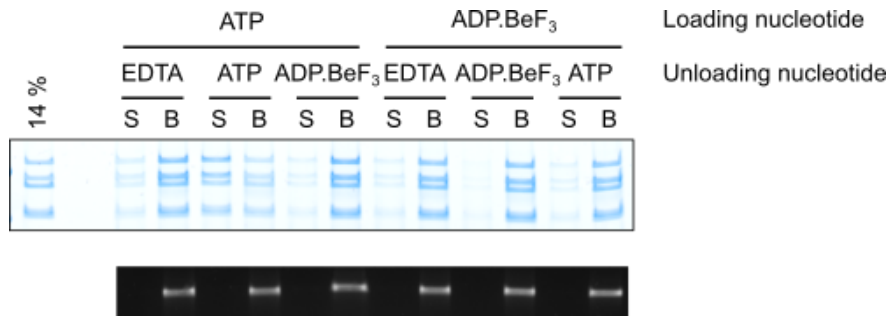 ATP ADP.BeF₃ Loading nucleotide
EDTA ATP ADP.BeF₃ EDTA ADP.BeF₃ ATP Unloading nucleotide
14 % S B S B S B S B S B S B